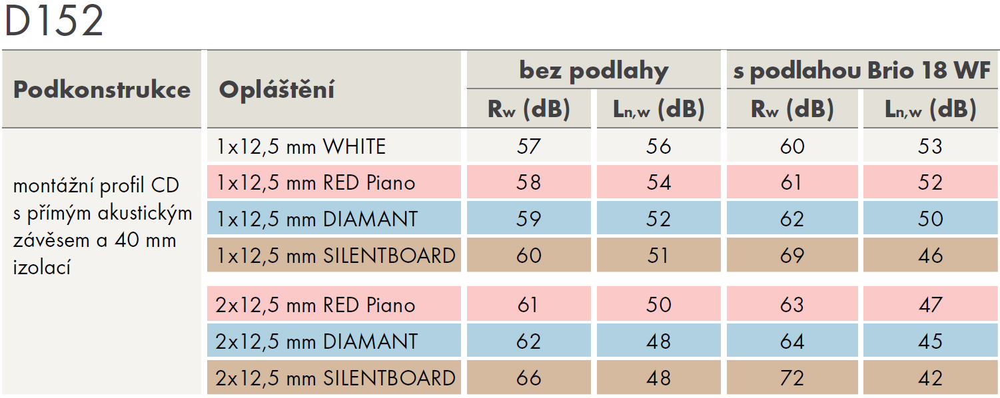 D152
Podkonstrukce Opláštění bez podlahy s podlahou Brio 18 WF
Rw (dB) Ln,w (dB) Rw (dB) Ln,w (dB)
montážní profil CD
s přímým akustickým
závěsem a 40 mm
izolací
1x12,5 mm WHITE 57 56 60 53
1x12,5 mm RED Piano 58 54 61 52
1x12,5 mm DIAMANT 59 52 62 50
1x12,5 mm SILENTBOARD 60 51 69 46
2x12,5 mm RED Piano 61 50 63 47
2x12,5 mm DIAMANT 62 48 64 45
2x12,5 mm SILENTBOARD 66 48 72 42